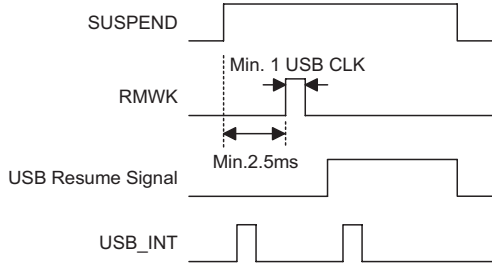 SUSPEND
Min. 1 USB CLK
RMWK
Min.2.5ms
USB Resume Signal
USB_INT